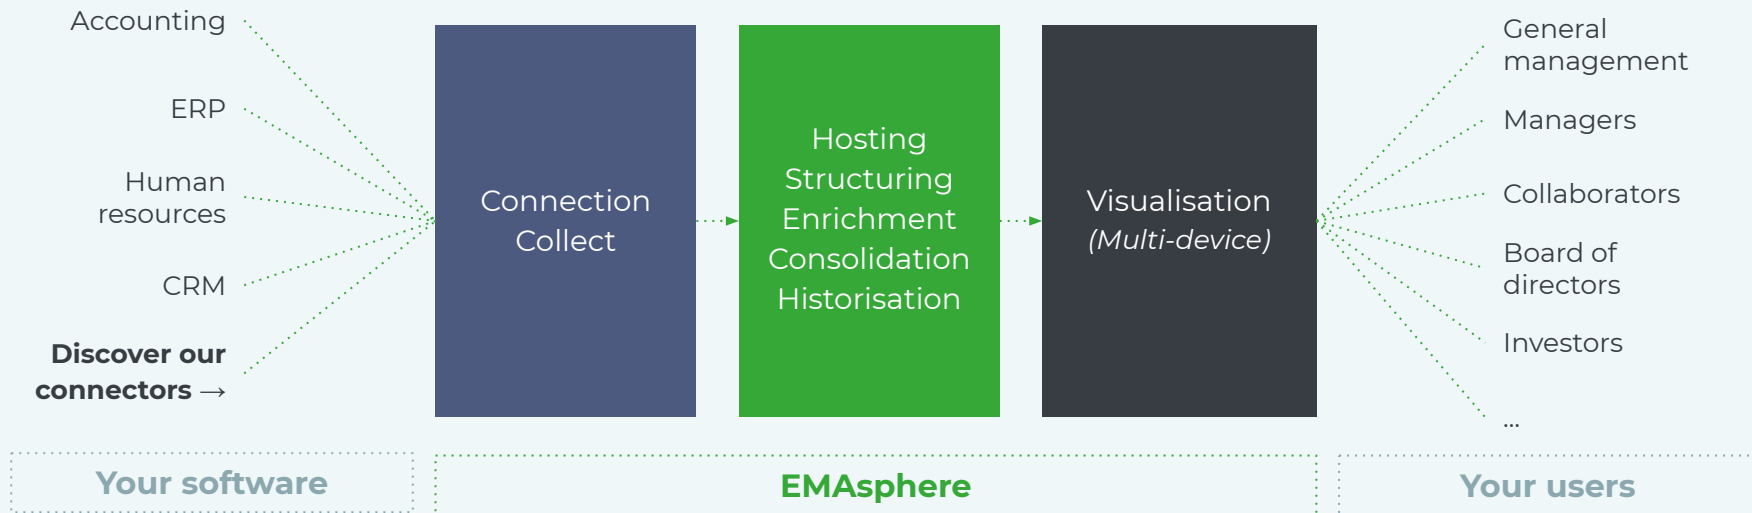 Accounting
ERP
Human
resources
CRM
Discover our
connectors →
Connection
Collect
Hosting
Structuring
Enrichment
Consolidation
Historisation
Visualisation
(Multi-device)
General
management
Managers
Collaborators
Board of
directors
Investors
...
Your software
EMAsphere
Your users